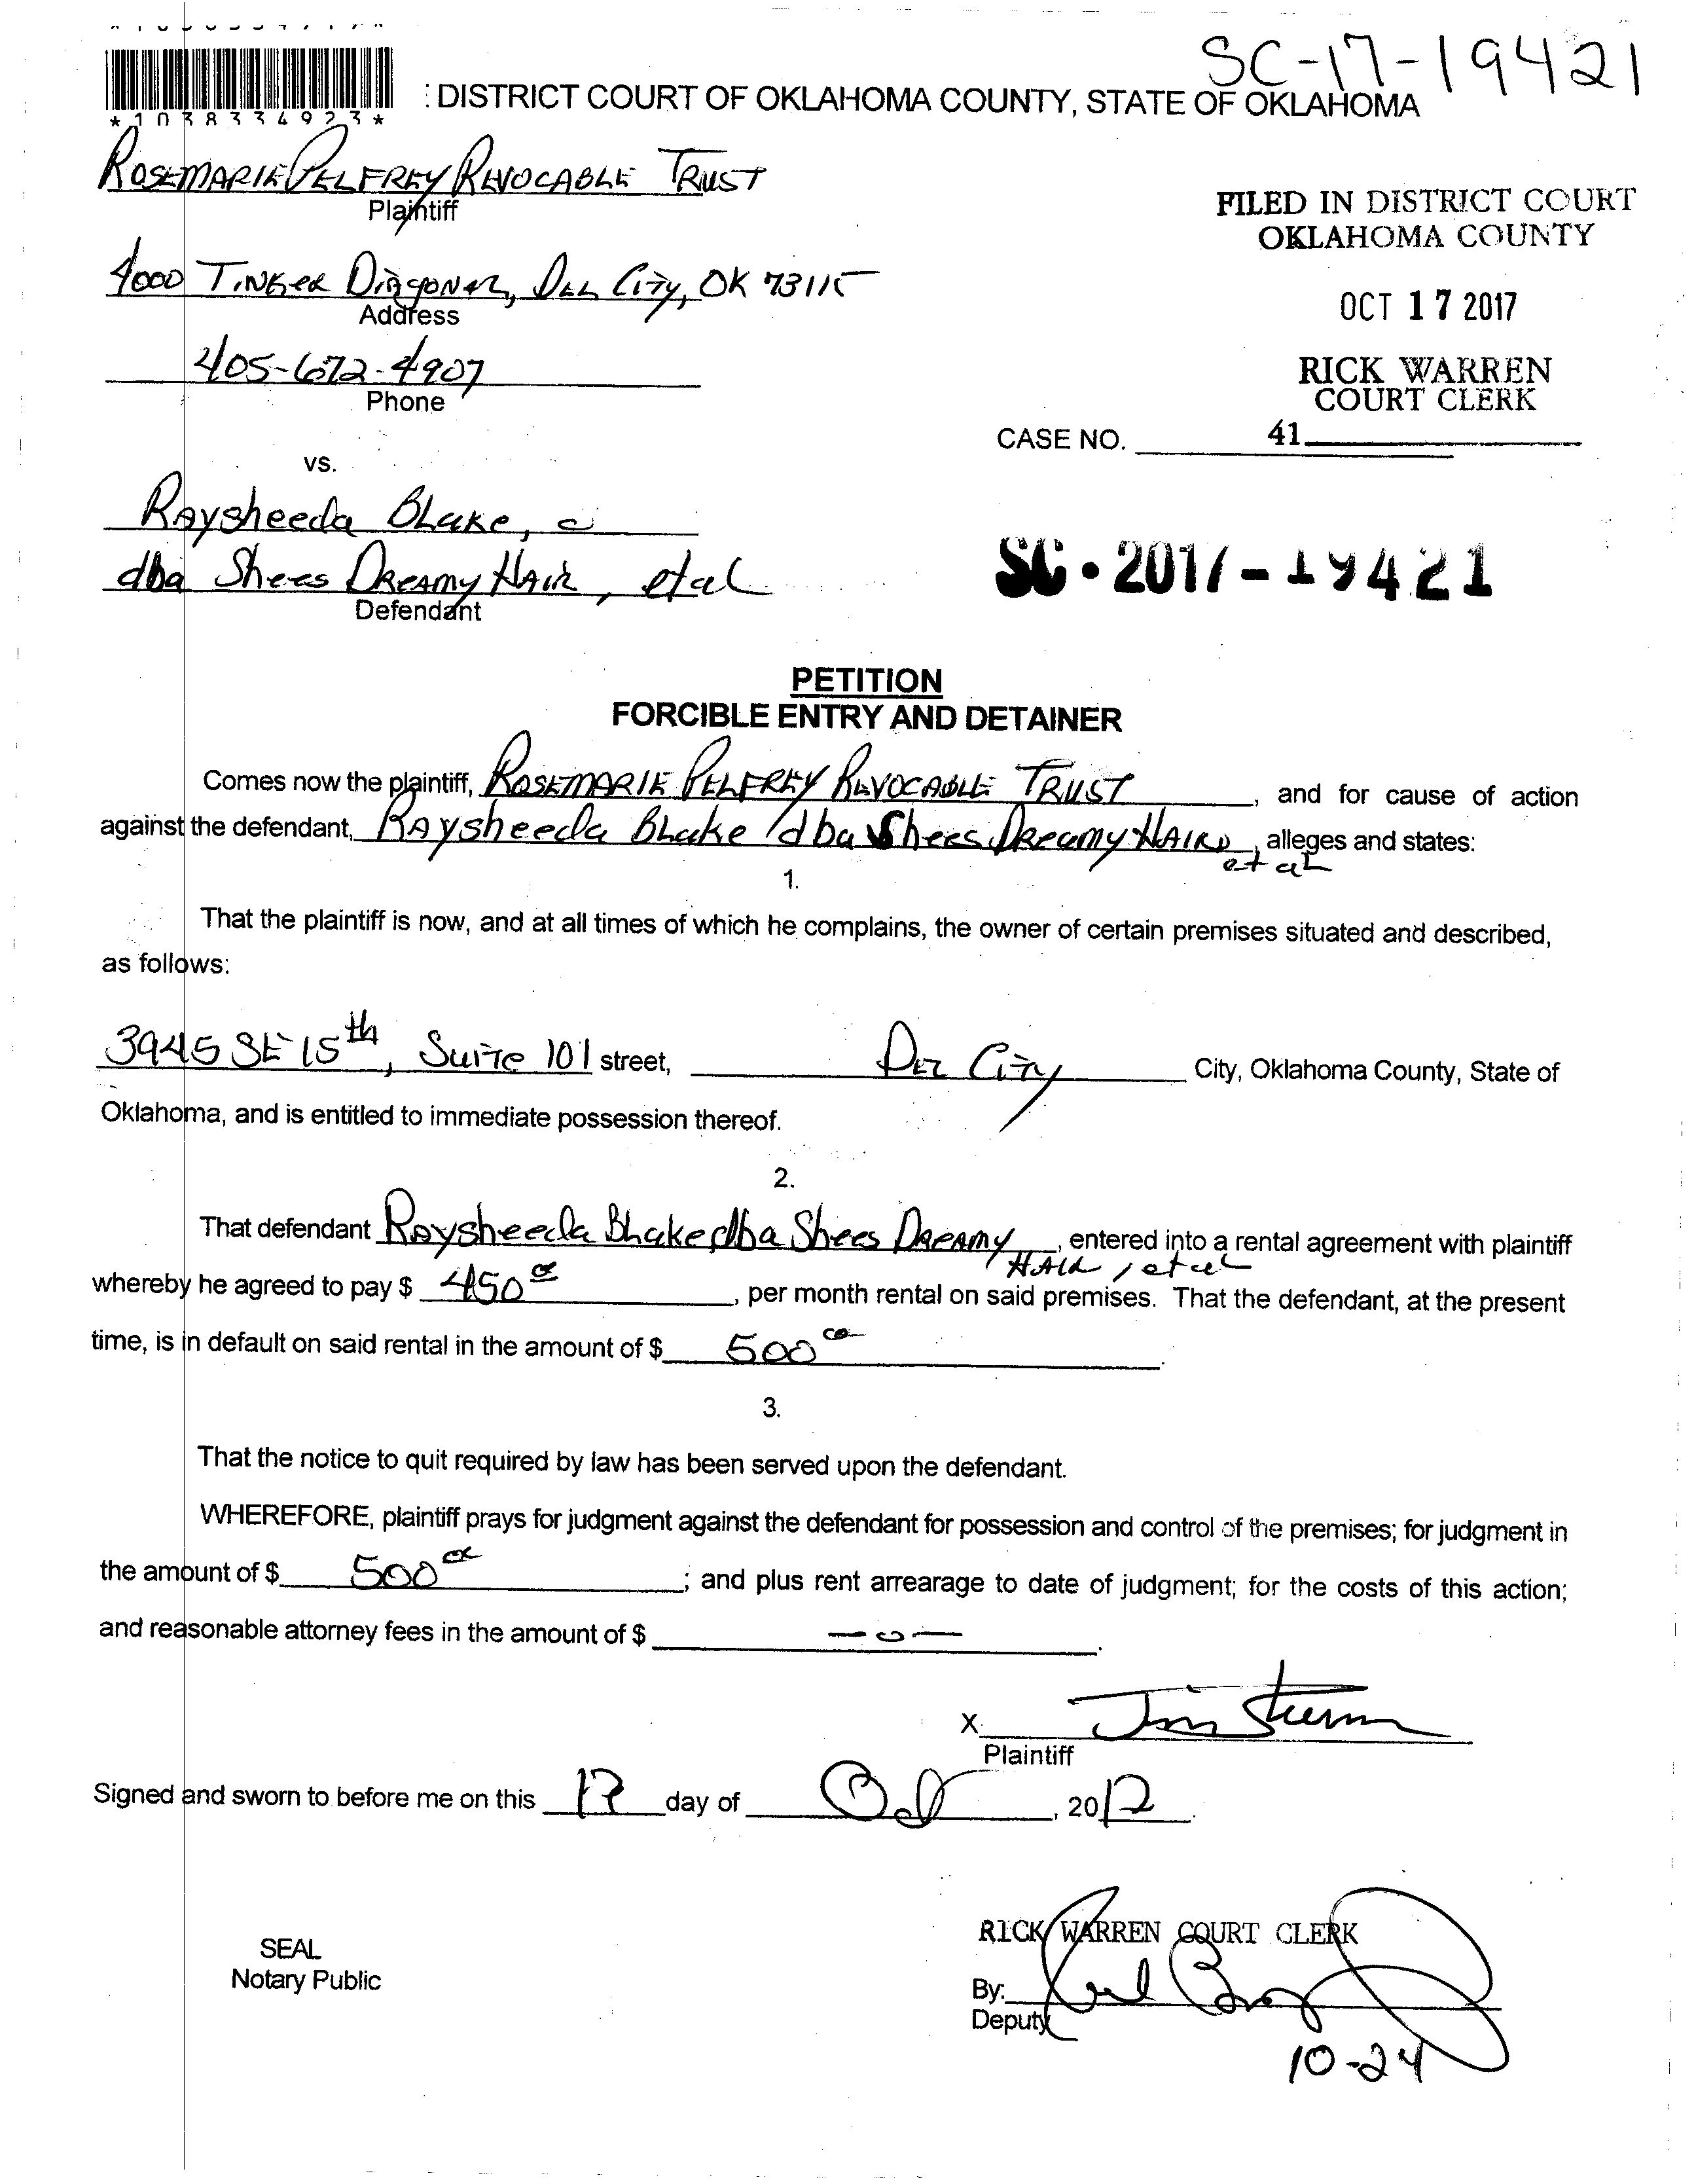 SC-17-19421
*1038334923*
DISTRICT COURT OF OKLAHOMA COUNTY, STATE OF OKLAHOMA
ROSEMARIE PELFREY REVOCABLE TRUST
Plaintiff
FILED IN DISTRICT COURT
OKLAHOMA COUNTY
4000 TINKER DIAGONAL, DEL CITY, OK 73115
Address
OCT 17 2017
405-672-4907
Phone
RICK WARREN
COURT CLERK
CASE NO. 41
vs.
Raysheeda Blake,
dba Shees DREAMY HAIR, et al
Defendant
SC-2017-19421
PETITION
FORCIBLE ENTRY AND DETAINER
Comes now the plaintiff, ROSEMARIE PELFREY REVOCABLE TRUST, and for cause of action
against the defendant, RAysheeda Blake /dba Shees DReamy HAIR, alleges and states:
et al
1.
That the plaintiff is now, and at all times of which he complains, the owner of certain premises situated and described,
as follows:
3945 SE 15th, Suite 101 street, DEL CITY City, Oklahoma County, State of
Oklahoma, and is entitled to immediate possession thereof.
2.
That defendant Raysheeda Blake dba Shees DREAMY, entered into a rental agreement with plaintiff
HAIR, et al
whereby he agreed to pay $ 450 00, per month rental on said premises. That the defendant, at the present
time, is in default on said rental in the amount of $ 500 00.
3.
That the notice to quit required by law has been served upon the defendant.
WHEREFORE, plaintiff prays for judgment against the defendant for possession and control of the premises; for judgment in
the amount of $ 500 00; and plus rent arrearage to date of judgment; for the costs of this action;
and reasonable attorney fees in the amount of $ -0-.
X
Plaintiff
Signed and sworn to before me on this 17 day of Oct, 2017.
RICK WARREN COURT CLERK
SEAL
Notary Public
By:
Deputy
10-24